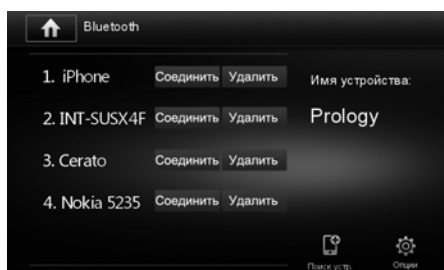 Bluetooth
1. iPhone Соединить Удалить
Имя устройства:
2. INT-SUSX4F Соединить Удалить
Prology
3. Cerato Соединить Удалить
4. Nokia 5235 Соединить Удалить
Поиск устр. Опции